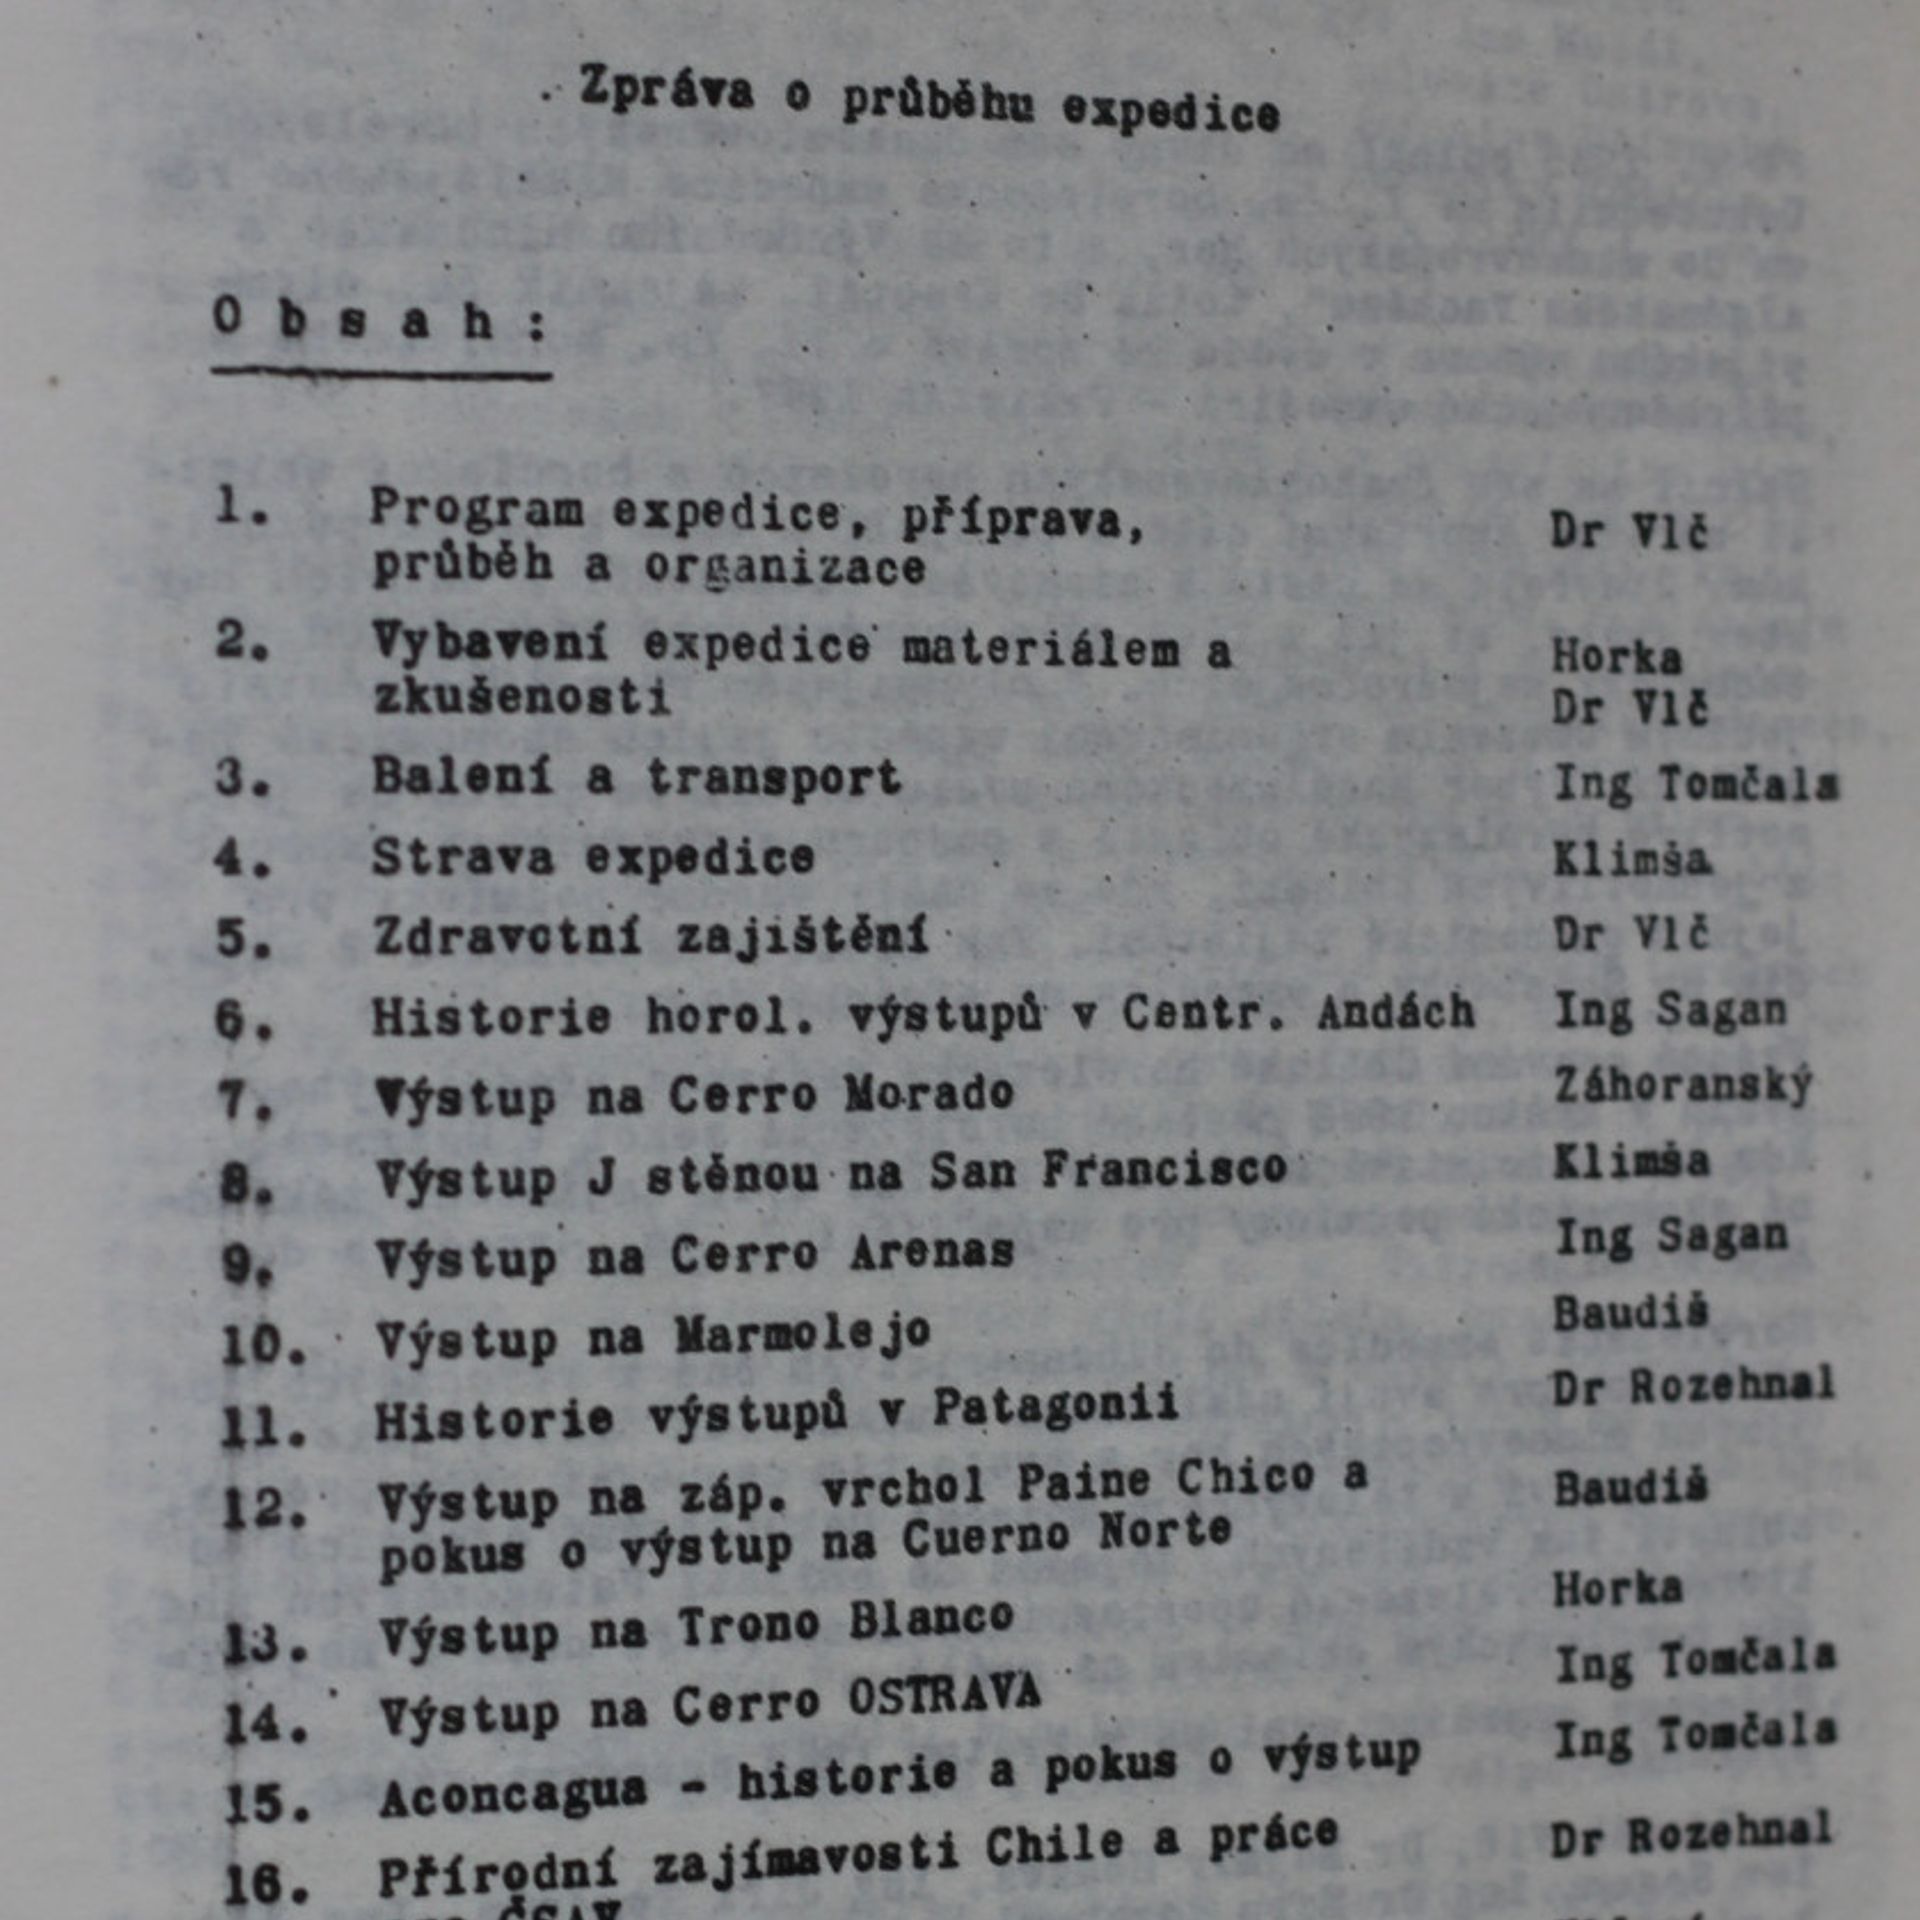 Zpráva o průběhu expedice
Obsah:
1. Program expedice, příprava, Dr Vlč
průběh a organizace
2. Vybavení expedice materiálem a Horka
zkušenosti Dr Vlč
3. Balení a transport Ing Tomčala
4. Strava expedice Klimša
5. Zdravotní zajištění Dr Vlč
6. Historie horol. výstupů v Centr. Andách Ing Sagan
7. Výstup na Cerro Morado Záhoranský
8. Výstup J stěnou na San Francisco Klimša
9. Výstup na Cerro Arenas Ing Sagan
10. Výstup na Marmolejo Baudiš
11. Historie výstupů v Patagonii Dr Rozehnal
12. Výstup na záp. vrchol Paine Chico a Baudiš
pokus o výstup na Cuerno Norte
13. Výstup na Trono Blanco Horka
14. Výstup na Cerro OSTRAVA Ing Tomčala
15. Aconcagua - historie a pokus o výstup Ing Tomčala
16. Přírodní zajímavosti Chile a práce Dr Rozehnal
ČSAV